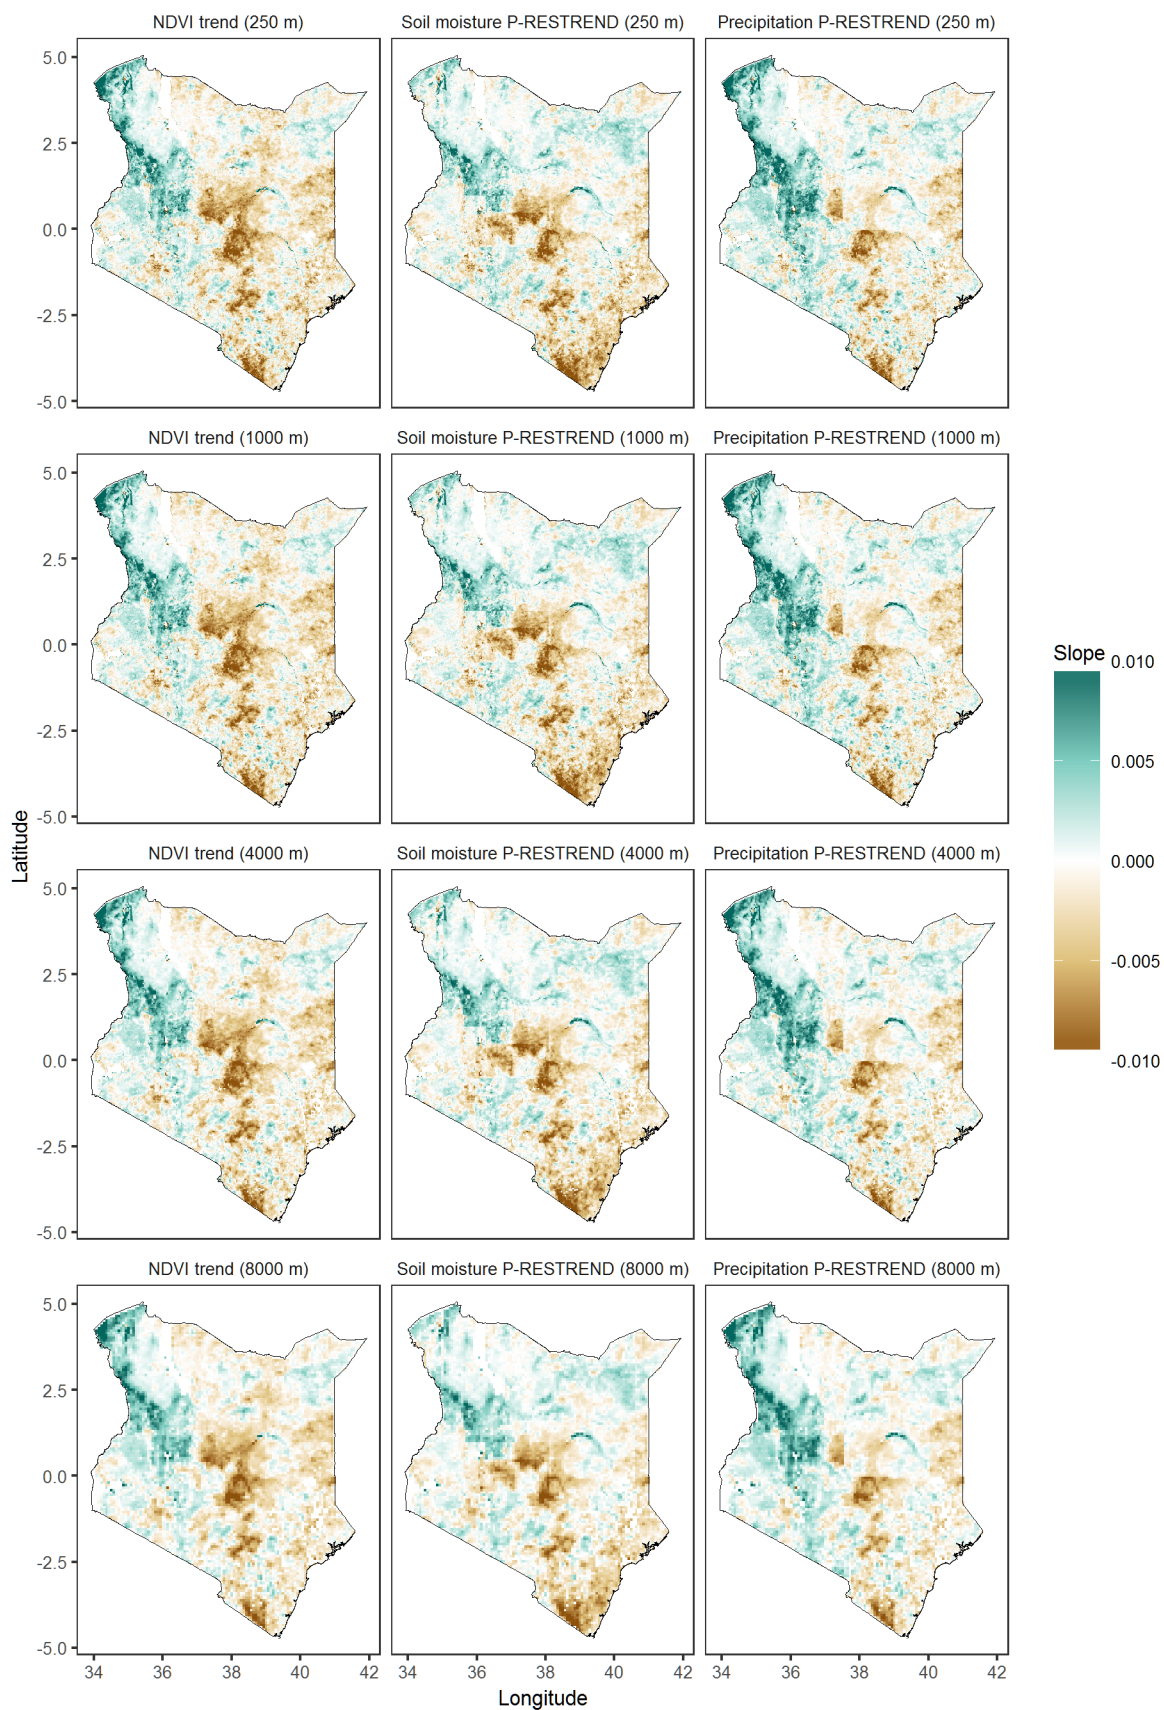 NDVI trend (250 m)
Soil moisture P-RESTREND (250 m)
Precipitation P-RESTREND (250 m)
5.0
2.5
0.0
-2.5
-5.0
NDVI trend (1000 m)
Soil moisture P-RESTREND (1000 m)
Precipitation P-RESTREND (1000 m)
5.0
2.5
0.0
-2.5
-5.0
Slope
0.010
0.005
0.000
-0.005
-0.010
Latitude
NDVI trend (4000 m)
Soil moisture P-RESTREND (4000 m)
Precipitation P-RESTREND (4000 m)
5.0
2.5
0.0
-2.5
-5.0
NDVI trend (8000 m)
Soil moisture P-RESTREND (8000 m)
Precipitation P-RESTREND (8000 m)
5.0
2.5
0.0
-2.5
-5.0
34 36 38 40 42
34 36 38 40 42
34 36 38 40 42
Longitude